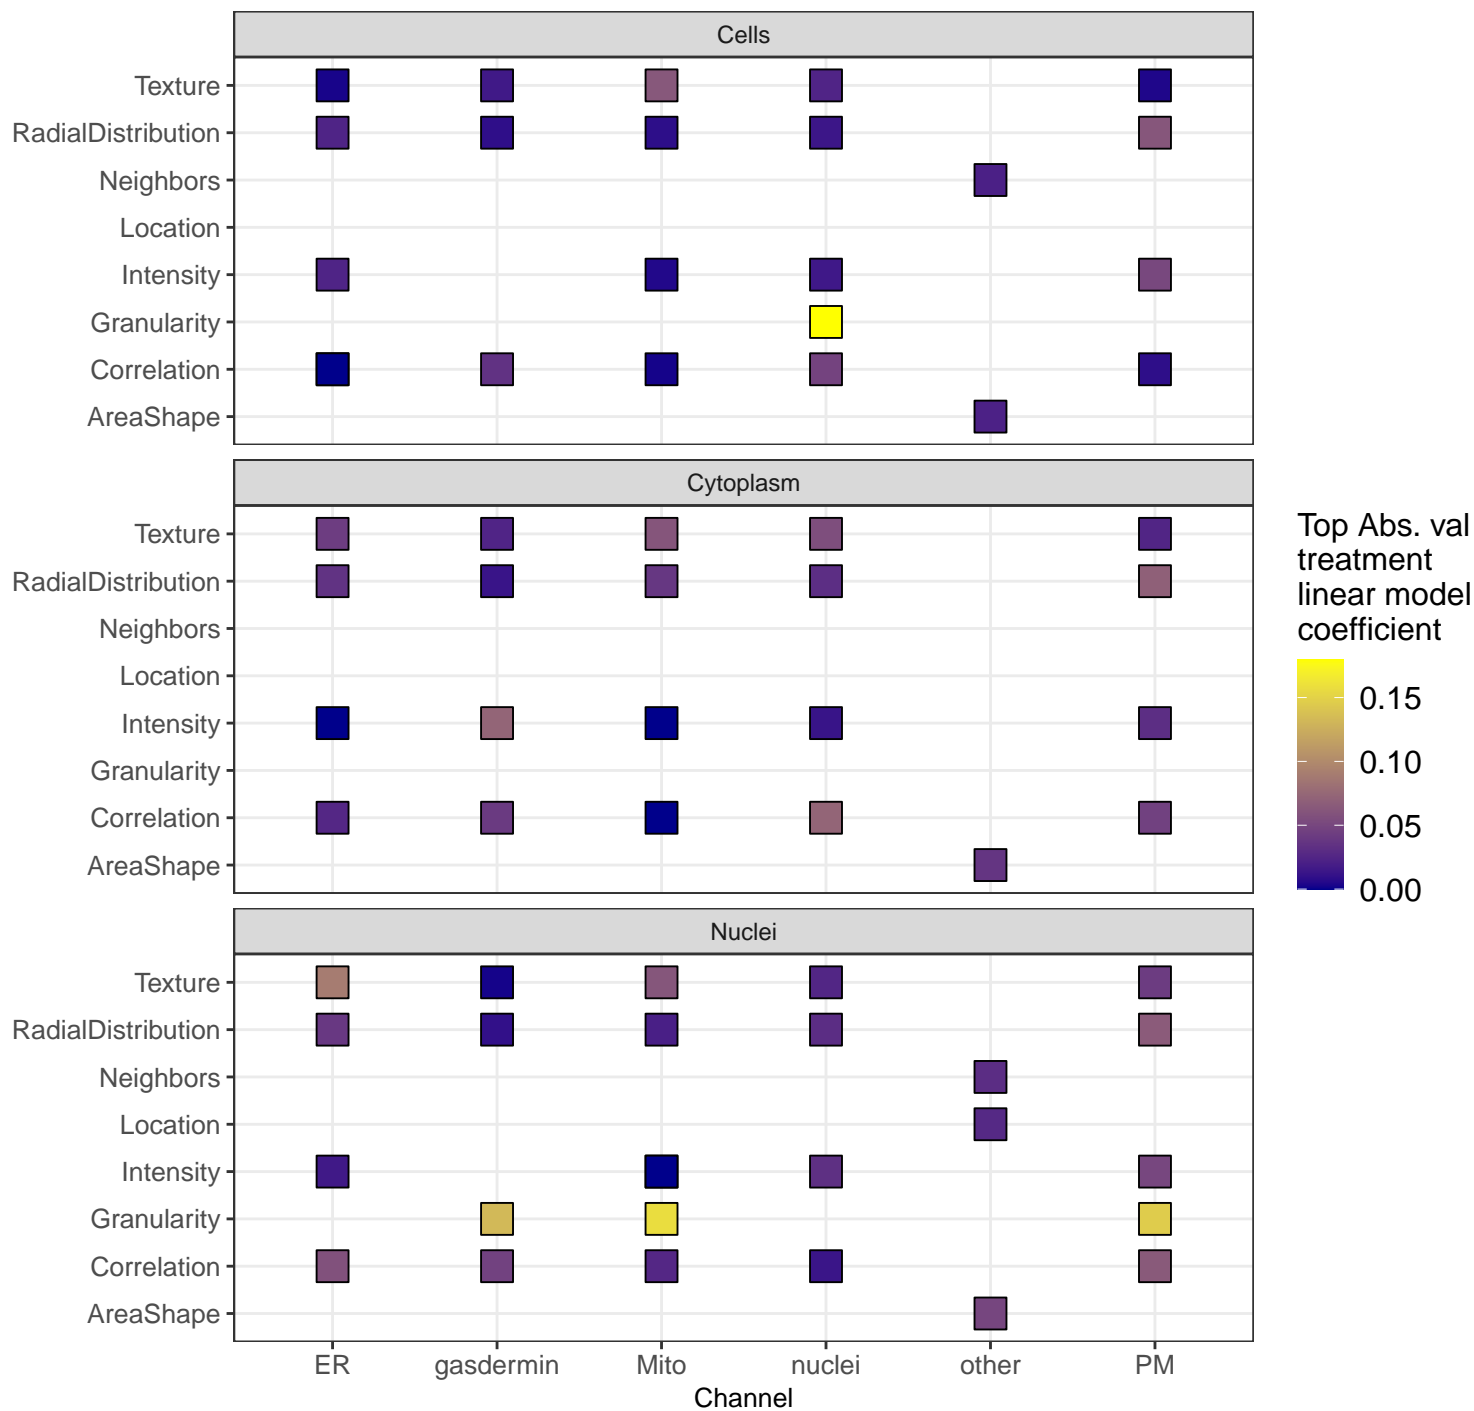 Cells
Texture
RadialDistribution
Neighbors
Location
Intensity
Granularity
Correlation
AreaShape
Cytoplasm
Texture
RadialDistribution
Neighbors
Location
Intensity
Granularity
Correlation
AreaShape
Nuclei
Texture
RadialDistribution
Neighbors
Location
Intensity
Granularity
Correlation
AreaShape
ER gasdermin Mito nuclei other PM
Channel
Top Abs. val
treatment
linear model
coefficient
0.15
0.10
0.05
0.00